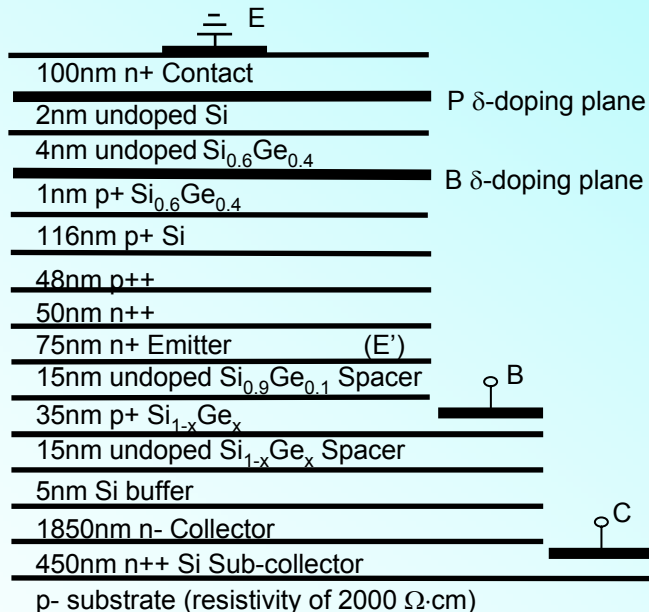 E
100nm n+ Contact
P δ-doping plane
2nm undoped Si
4nm undoped Si0.6Ge0.4
B δ-doping plane
1nm p+ Si0.6Ge0.4
116nm p+ Si
48nm p++
50nm n++
75nm n+ Emitter (E’)
15nm undoped Si0.9Ge0.1 Spacer
B
35nm p+ Si1-xGex
15nm undoped Si1-xGex Spacer
5nm Si buffer
1850nm n- Collector
C
450nm n++ Si Sub-collector
p- substrate (resistivity of 2000 Ω·cm)